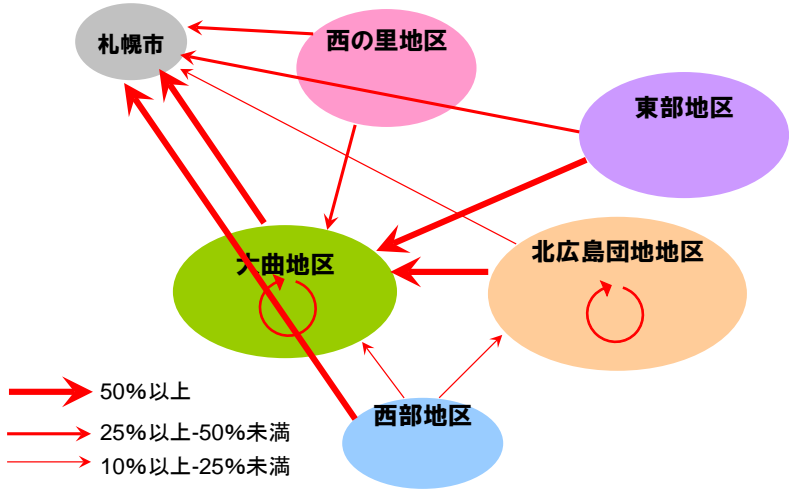 札幌市
西の里地区
東部地区
大曲地区
北広島団地地区
西部地区
50%以上
25%以上-50%未満
10%以上-25%未満